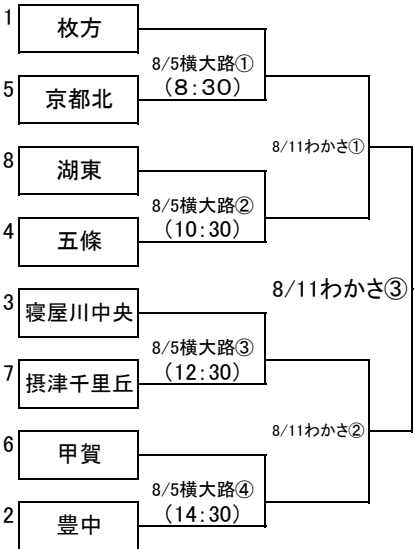 1
枚方
8/5横大路①
(8:30)
5
京都北
8/11わかさ①
8
湖東
8/5横大路②
(10:30)
4
五條
8/11わかさ③
3
寝屋川中央
8/5横大路③
(12:30)
7
摂津千里丘
8/11わかさ②
6
甲賀
8/5横大路④
(14:30)
2
豊中